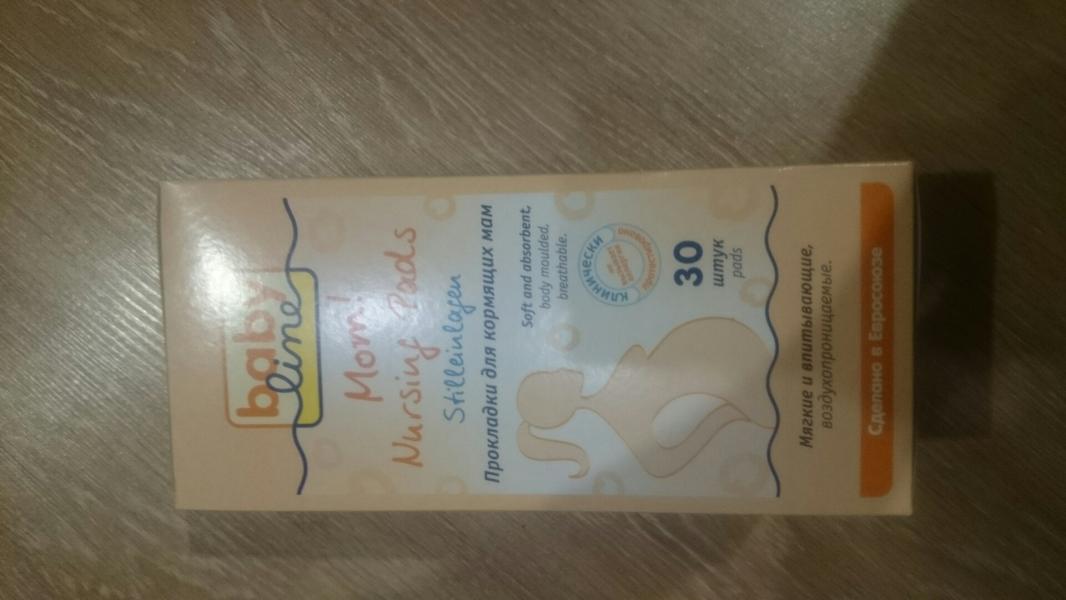 baby
line
Mom!
Nursing Pads
Stilleinlagen
Прокладки для кормящих мам
Soft and absorbent,
body moulded,
breathable.
клинически
протестировано
30
штук
pads
Мягкие и впитывающие,
воздухопроницаемые.
Сделано в Евросоюзе